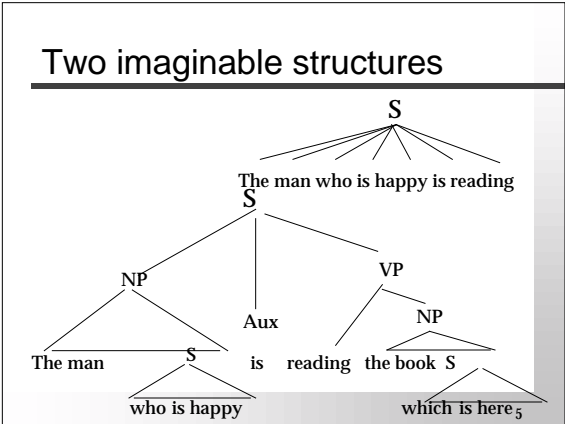 Two imaginable structures
S
The man who is happy is reading
S
NP
VP
Aux
NP
The man
S
is
reading
the book
S
who is happy
which is here
5